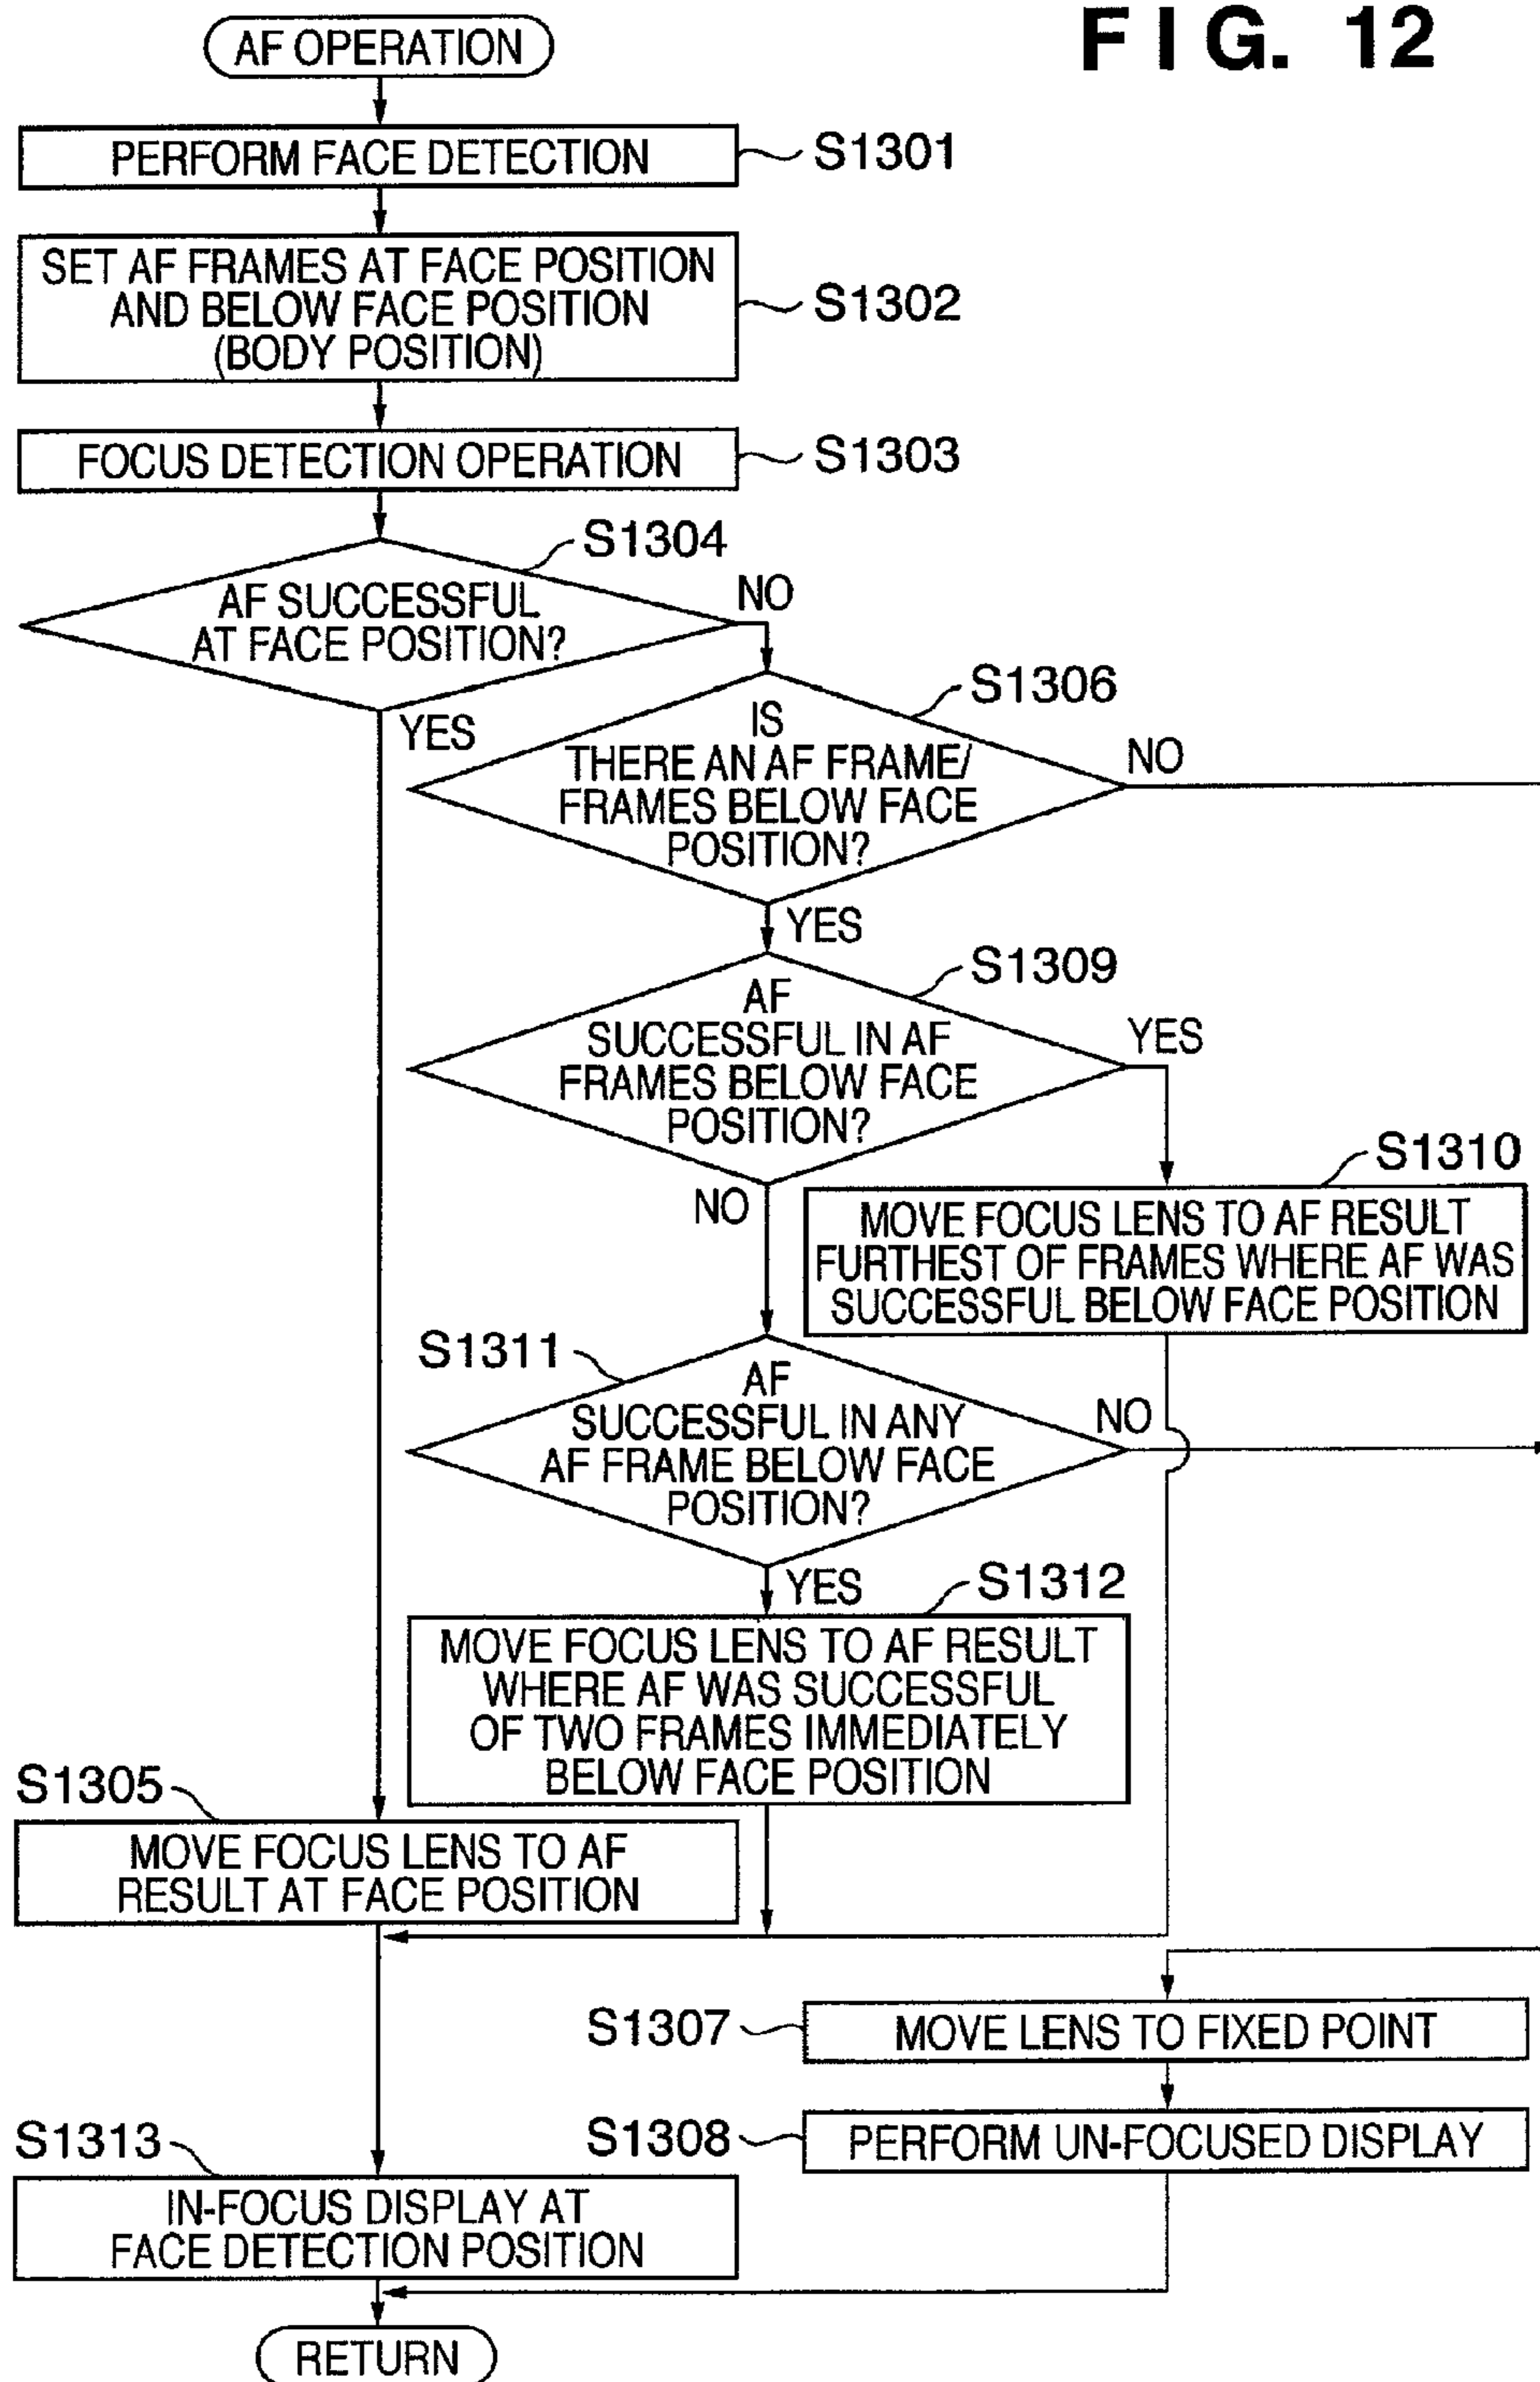 FIG. 12
AF OPERATION
PERFORM FACE DETECTION
S1301
SET AF FRAMES AT FACE POSITION
AND BELOW FACE POSITION
(BODY POSITION)
S1302
FOCUS DETECTION OPERATION
S1303
S1304
AF SUCCESSFUL
AT FACE POSITION?
NO
YES
S1306
IS
THERE AN AF FRAME/
FRAMES BELOW FACE
POSITION?
NO
YES
S1309
AF
SUCCESSFUL IN AF
FRAMES BELOW FACE
POSITION?
YES
NO
S1310
MOVE FOCUS LENS TO AF RESULT
FURTHEST OF FRAMES WHERE AF WAS
SUCCESSFUL BELOW FACE POSITION
S1311
AF
SUCCESSFUL IN ANY
AF FRAME BELOW FACE
POSITION?
NO
YES
S1312
MOVE FOCUS LENS TO AF RESULT
WHERE AF WAS SUCCESSFUL
OF TWO FRAMES IMMEDIATELY
BELOW FACE POSITION
S1305
MOVE FOCUS LENS TO AF
RESULT AT FACE POSITION
S1307
MOVE LENS TO FIXED POINT
S1308
PERFORM UN-FOCUSED DISPLAY
S1313
IN-FOCUS DISPLAY AT
FACE DETECTION POSITION
RETURN